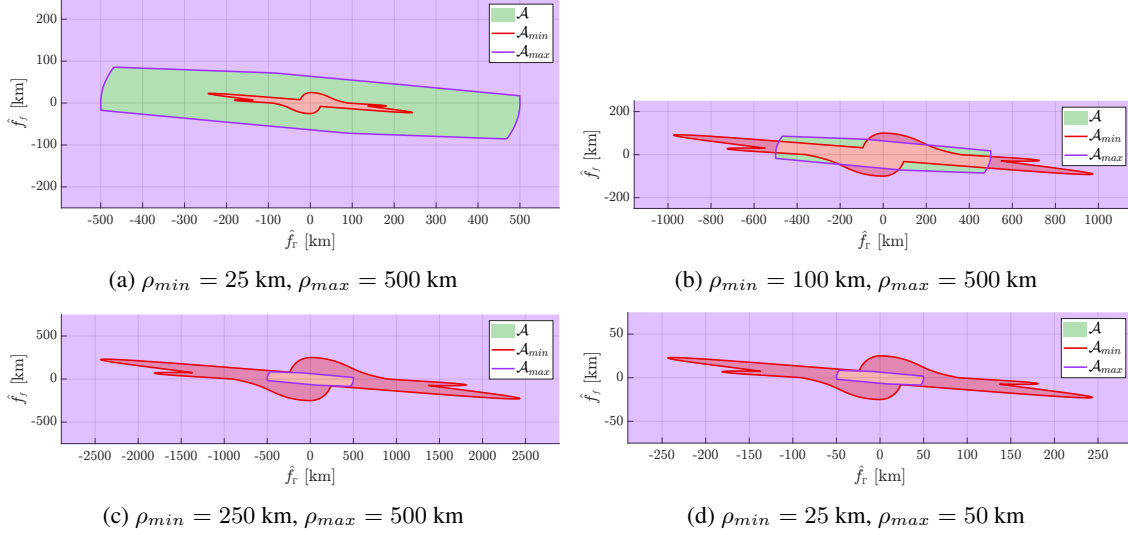 200
100
0
-100
-200
-500 -400 -300 -200 -100 0 100 200 300 400 500
f̂_Γ [km]
f̂_f [km]
𝒜
𝒜_min
𝒜_max
(a) ρ_min = 25 km, ρ_max = 500 km
200
0
-200
-1000 -800 -600 -400 -200 0 200 400 600 800 1000
f̂_Γ [km]
f̂_f [km]
𝒜
𝒜_min
𝒜_max
(b) ρ_min = 100 km, ρ_max = 500 km
500
0
-500
-2500 -2000 -1500 -1000 -500 0 500 1000 1500 2000 2500
f̂_Γ [km]
f̂_f [km]
𝒜
𝒜_min
𝒜_max
(c) ρ_min = 250 km, ρ_max = 500 km
50
0
-50
-250 -200 -150 -100 -50 0 50 100 150 200 250
f̂_Γ [km]
f̂_f [km]
𝒜
𝒜_min
𝒜_max
(d) ρ_min = 25 km, ρ_max = 50 km